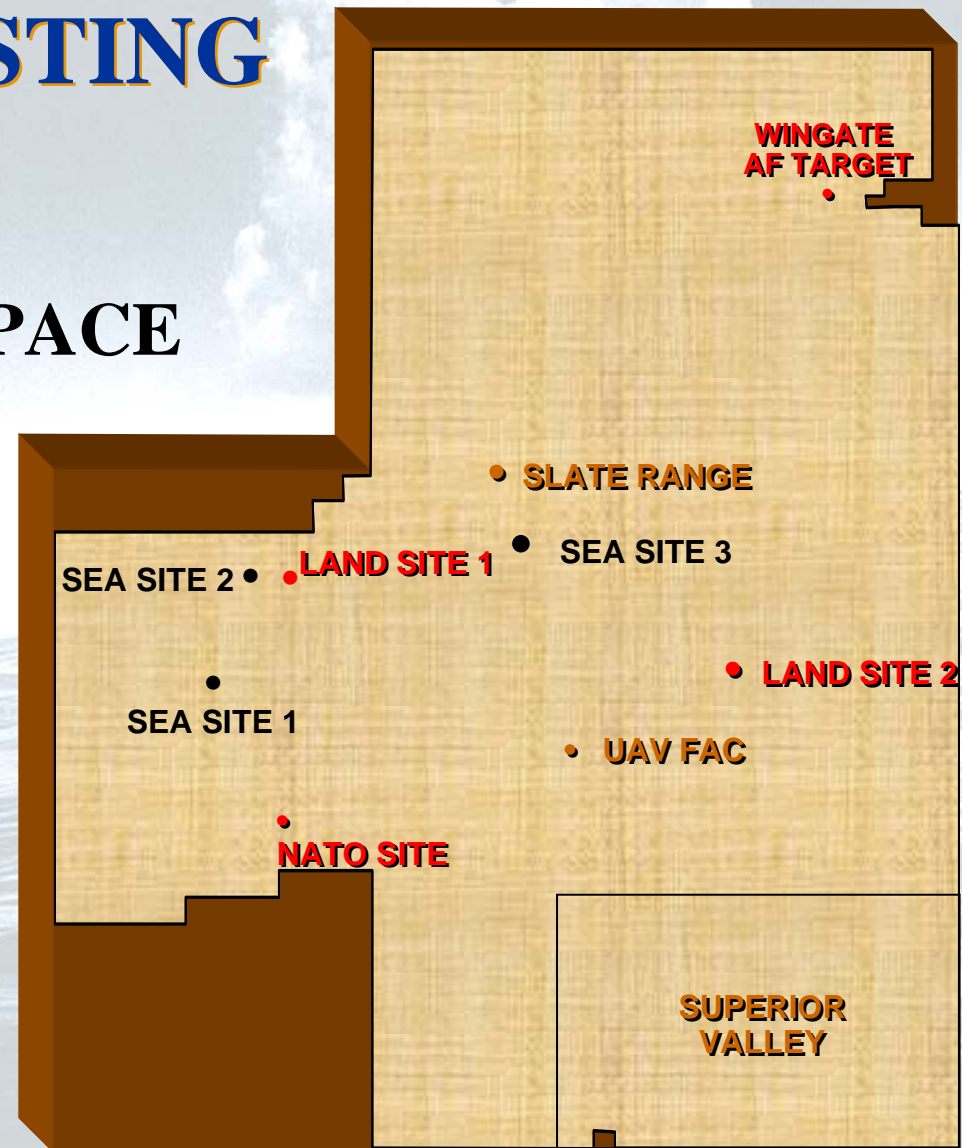 STING
PACE
WINGATE
AF TARGET
SLATE RANGE
SEA SITE 3
SEA SITE 2
LAND SITE 1
LAND SITE 2
SEA SITE 1
UAV FAC
NATO SITE
SUPERIOR
VALLEY